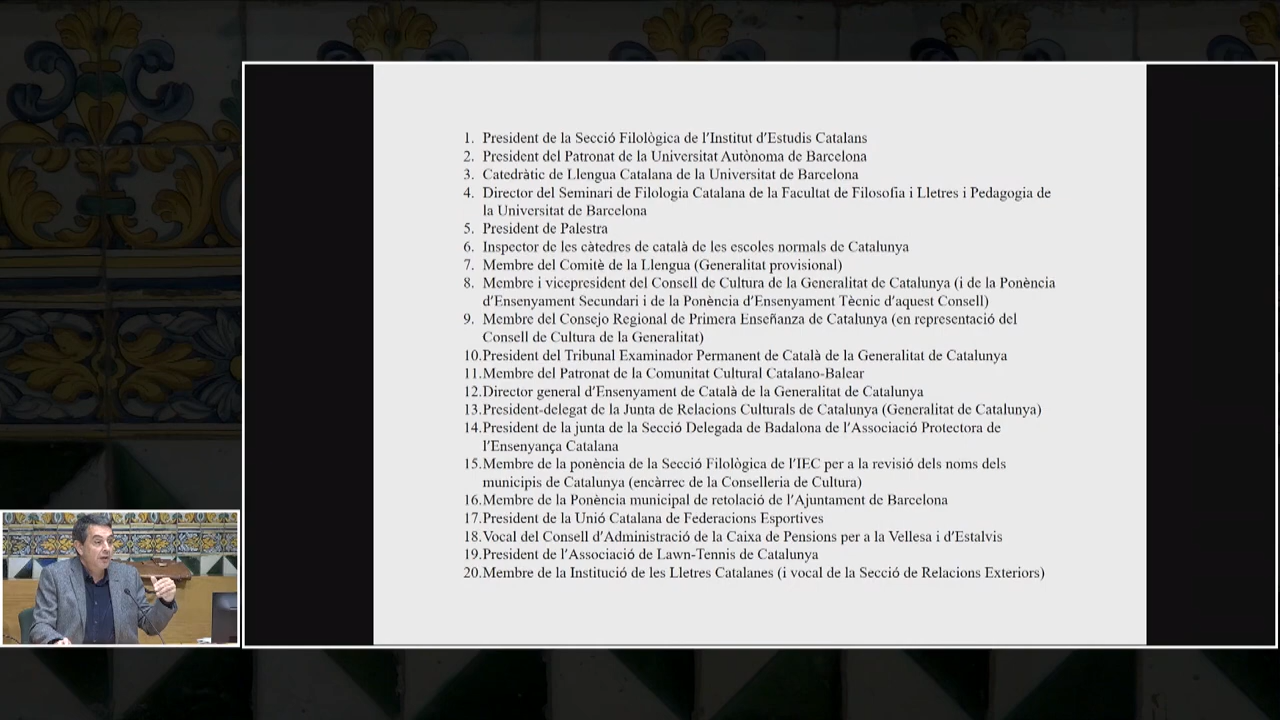 1. President de la Secció Filològica de l'Institut d'Estudis Catalans
2. President del Patronat de la Universitat Autònoma de Barcelona
3. Catedràtic de Llengua Catalana de la Universitat de Barcelona
4. Director del Seminari de Filologia Catalana de la Facultat de Filosofia i Lletres i Pedagogia de
la Universitat de Barcelona
5. President de Palestra
6. Inspector de les càtedres de català de les escoles normals de Catalunya
7. Membre del Comitè de la Llengua (Generalitat provisional)
8. Membre i vicepresident del Consell de Cultura de la Generalitat de Catalunya (i de la Ponència
d'Ensenyament Secundari i de la Ponència d'Ensenyament Tècnic d'aquest Consell)
9. Membre del Consejo Regional de Primera Enseñanza de Catalunya (en representació del
Consell de Cultura de la Generalitat)
10.President del Tribunal Examinador Permanent de Català de la Generalitat de Catalunya
11.Membre del Patronat de la Comunitat Cultural Catalano-Balear
12.Director general d'Ensenyament de Català de la Generalitat de Catalunya
13.President-delegat de la Junta de Relacions Culturals de Catalunya (Generalitat de Catalunya)
14.President de la junta de la Secció Delegada de Badalona de l'Associació Protectora de
l'Ensenyança Catalana
15.Membre de la ponència de la Secció Filològica de l'IEC per a la revisió dels noms dels
municipis de Catalunya (encàrrec de la Conselleria de Cultura)
16.Membre de la Ponència municipal de retolació de l'Ajuntament de Barcelona
17.President de la Unió Catalana de Federacions Esportives
18.Vocal del Consell d'Administració de la Caixa de Pensions per a la Vellesa i d'Estalvis
19.President de l'Associació de Lawn-Tennis de Catalunya
20.Membre de la Institució de les Lletres Catalanes (i vocal de la Secció de Relacions Exteriors)